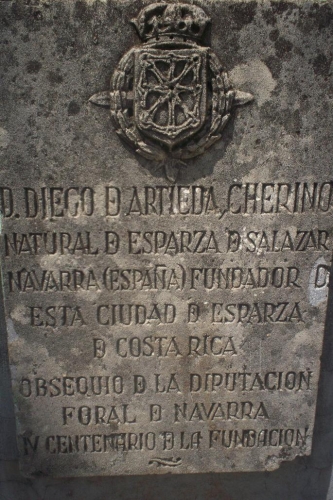 D. DIEGO D ARTIEDA, CHERINO
NATURAL D ESPARZA D SALAZAR
NAVARRA (ESPAÑA) FUNDADOR D
ESTA CIUDAD D ESPARZA
D COSTA RICA
OBSEQUIO D LA DIPUTACION
FORAL D NAVARRA
IV CENTENARIO D LA FUNDACION